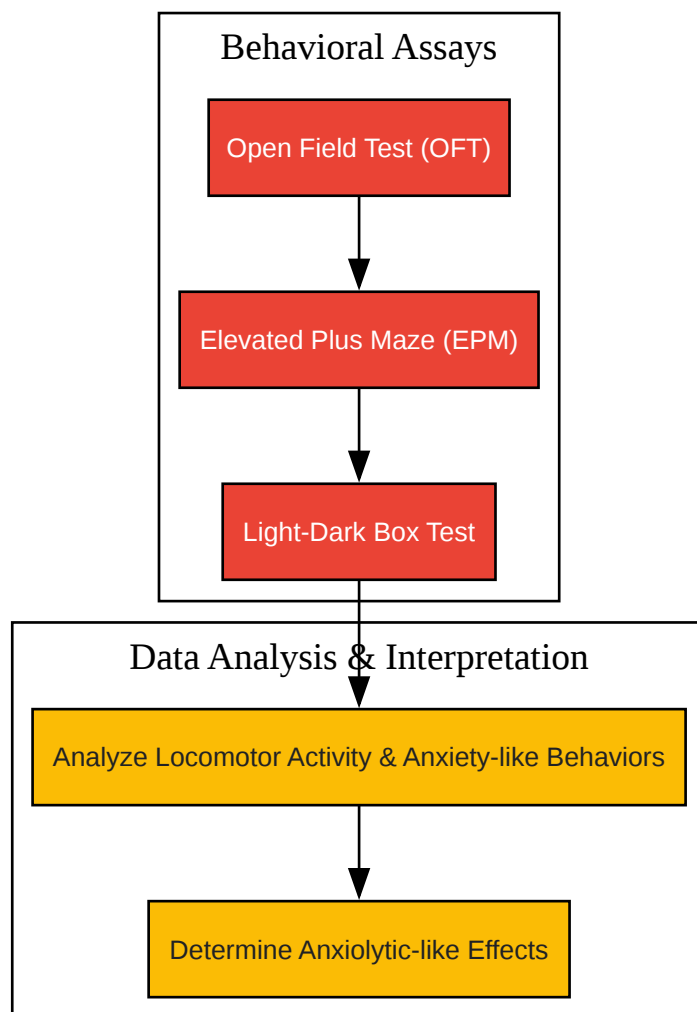 Behavioral Assays
Open Field Test (OFT)
Elevated Plus Maze (EPM)
Light-Dark Box Test
Data Analysis & Interpretation
Analyze Locomotor Activity & Anxiety-like Behaviors
Determine Anxiolytic-like Effects